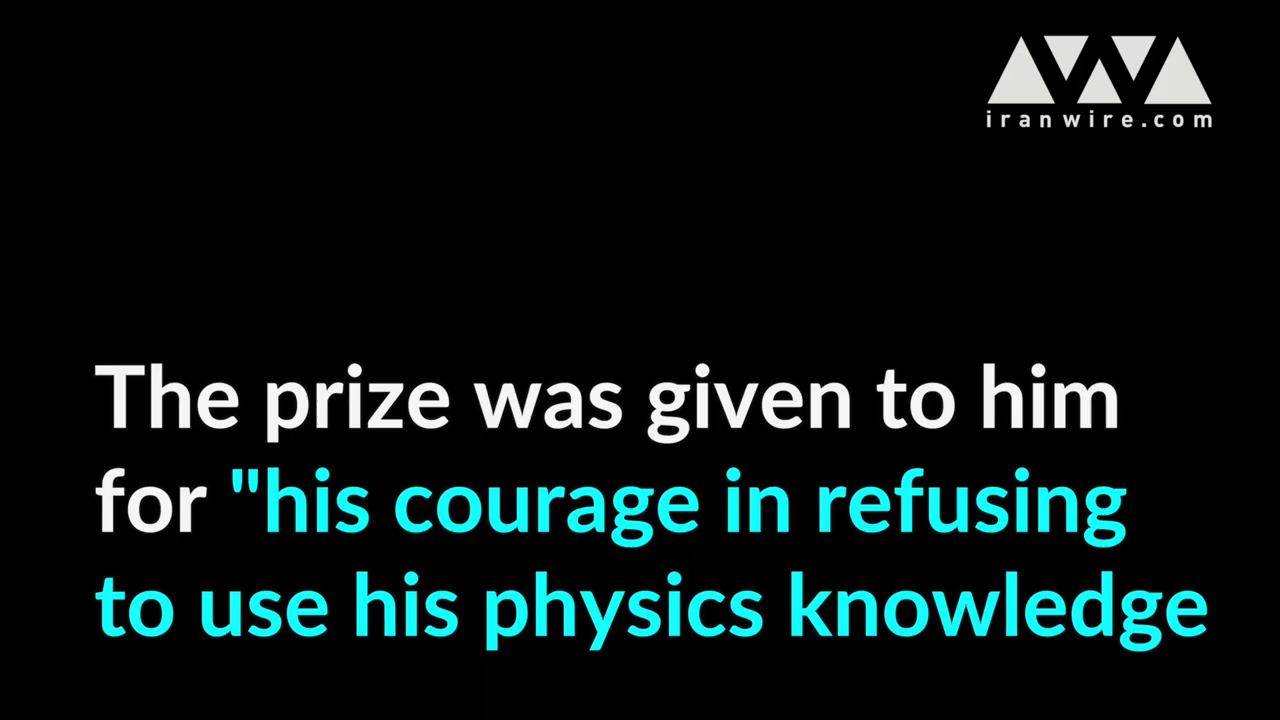 iranwire.com
The prize was given to him
for "his courage in refusing
to use his physics knowledge